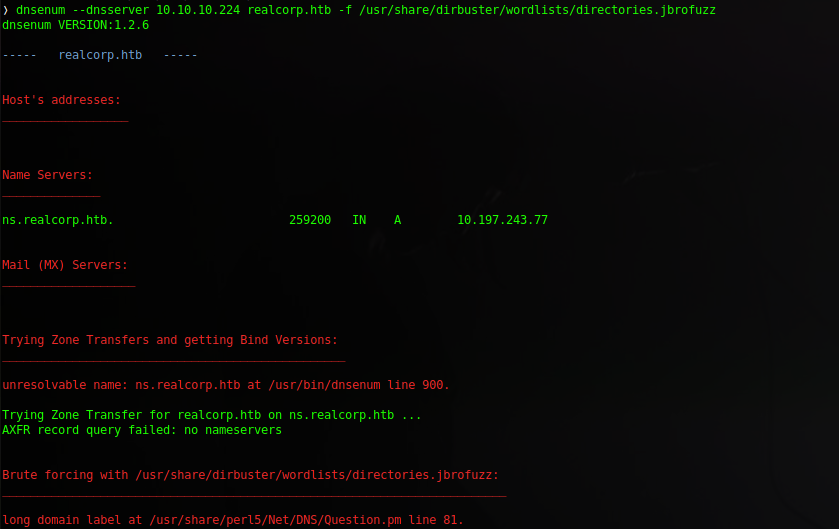 ❯ dnsenum --dnsserver 10.10.10.224 realcorp.htb -f /usr/share/dirbuster/wordlists/directories.jbrofuzz
dnsenum VERSION:1.2.6
----- realcorp.htb -----
Host's addresses:
__________________
Name Servers:
______________
ns.realcorp.htb. 259200 IN A 10.197.243.77
Mail (MX) Servers:
___________________
Trying Zone Transfers and getting Bind Versions:
_________________________________________________
unresolvable name: ns.realcorp.htb at /usr/bin/dnsenum line 900.
Trying Zone Transfer for realcorp.htb on ns.realcorp.htb ...
AXFR record query failed: no nameservers
Brute forcing with /usr/share/dirbuster/wordlists/directories.jbrofuzz:
________________________________________________________________________
long domain label at /usr/share/perl5/Net/DNS/Question.pm line 81.